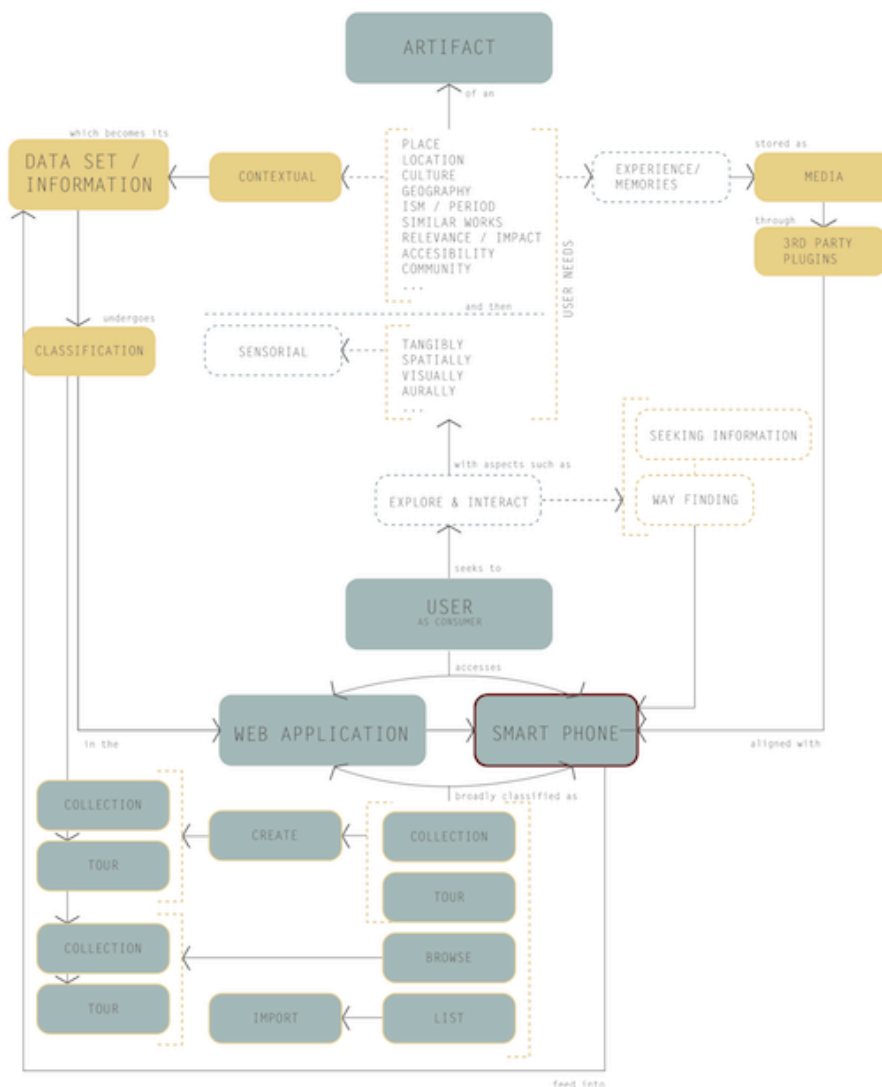 ARTIFACT
of an
which becomes its
DATA SET /
INFORMATION
CONTEXTUAL
PLACE
LOCATION
CULTURE
GEOGRAPHY
ISM / PERIOD
SIMILAR WORKS
RELEVANCE / IMPACT
ACCESIBILITY
COMMUNITY
...
EXPERIENCE/
MEMORIES
stored as
MEDIA
through
3RD PARTY
PLUGINS
USER NEEDS
and then
undergoes
CLASSIFICATION
SENSORIAL
TANGIBLY
SPATIALLY
VISUALLY
AURALLY
...
SEEKING INFORMATION
WAY FINDING
with aspects such as
EXPLORE & INTERACT
seeks to
USER
AS CONSUMER
accesses
WEB APPLICATION
SMART PHONE
in the
aligned with
broadly classified as
COLLECTION
TOUR
COLLECTION
TOUR
CREATE
IMPORT
COLLECTION
TOUR
BROWSE
LIST
feed into